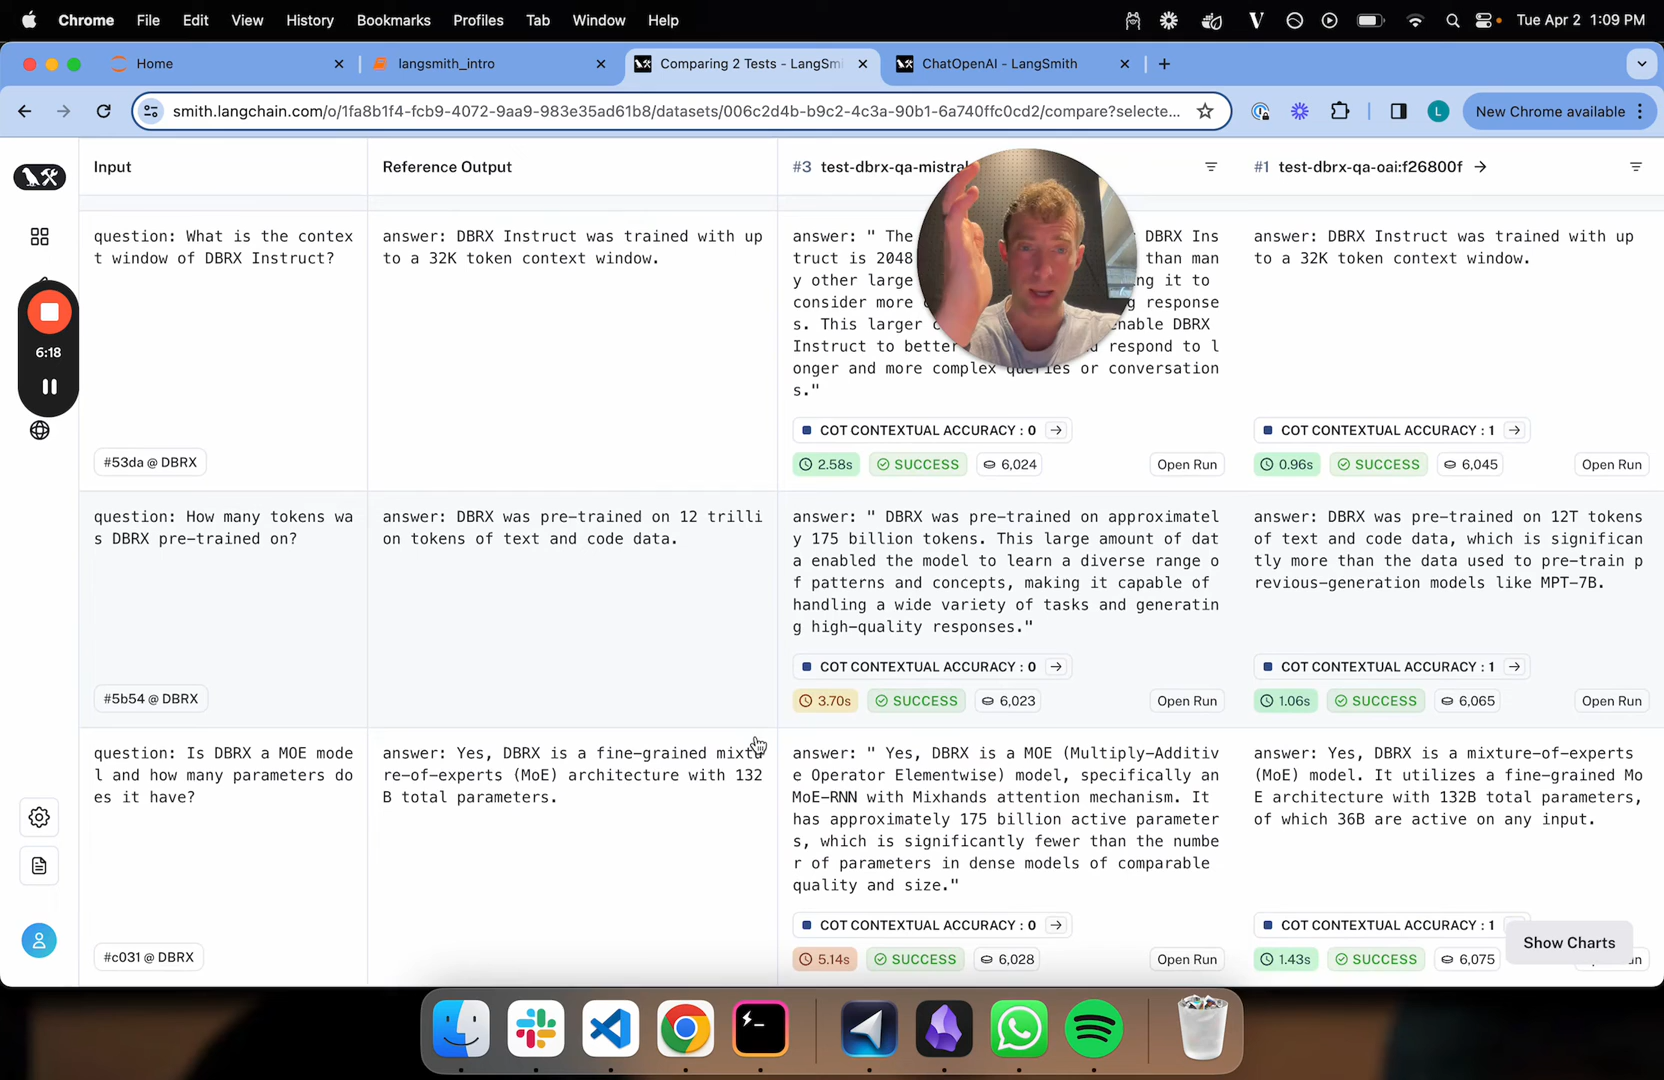 Chrome File Edit View History Bookmarks Profiles Tab Window Help Tue Apr 2 1:09 PM
Home
langsmith_intro
Comparing 2 Tests - LangSmi
ChatOpenAI - LangSmith
smith.langchain.com/o/1fa8b1f4-fcb9-4072-9aa9-983e35ad61b8/datasets/006c2d4b-b9c2-4c3a-90b1-6a740ffc0cd2/compare?selecte...
L
New Chrome available
Input
Reference Output
#3 test-dbrx-qa-mistral
#1 test-dbrx-qa-oai:f26800f
6:18
question: What is the contex
t window of DBRX Instruct?
#53da @ DBRX
answer: DBRX Instruct was trained with up
to a 32K token context window.
answer: " The DBRX Ins
truct is 2048 than man
y other large ng it to
consider more g response
s. This larger enable DBRX
Instruct to better respond to l
onger and more complex queries or conversation
s."
COT CONTEXTUAL ACCURACY : 0
2.58s SUCCESS 6,024 Open Run
answer: DBRX Instruct was trained with up
to a 32K token context window.
COT CONTEXTUAL ACCURACY : 1
0.96s SUCCESS 6,045 Open Run
question: How many tokens wa
s DBRX pre-trained on?
#5b54 @ DBRX
answer: DBRX was pre-trained on 12 trilli
on tokens of text and code data.
answer: " DBRX was pre-trained on approximatel
y 175 billion tokens. This large amount of dat
a enabled the model to learn a diverse range o
f patterns and concepts, making it capable of
handling a wide variety of tasks and generatin
g high-quality responses."
COT CONTEXTUAL ACCURACY : 0
3.70s SUCCESS 6,023 Open Run
answer: DBRX was pre-trained on 12T tokens
of text and code data, which is significan
tly more than the data used to pre-train p
revious-generation models like MPT-7B.
COT CONTEXTUAL ACCURACY : 1
1.06s SUCCESS 6,065 Open Run
question: Is DBRX a MOE mode
l and how many parameters do
es it have?
#c031 @ DBRX
answer: Yes, DBRX is a fine-grained mixtu
re-of-experts (MoE) architecture with 132
B total parameters.
answer: " Yes, DBRX is a MOE (Multiply-Additiv
e Operator Elementwise) model, specifically an
MoE-RNN with Mixhands attention mechanism. It
has approximately 175 billion active parameter
s, which is significantly fewer than the numbe
r of parameters in dense models of comparable
quality and size."
COT CONTEXTUAL ACCURACY : 0
5.14s SUCCESS 6,028 Open Run
answer: Yes, DBRX is a mixture-of-experts
(MoE) model. It utilizes a fine-grained Mo
E architecture with 132B total parameters,
of which 36B are active on any input.
COT CONTEXTUAL ACCURACY : 1
1.43s SUCCESS 6,075
Show Charts